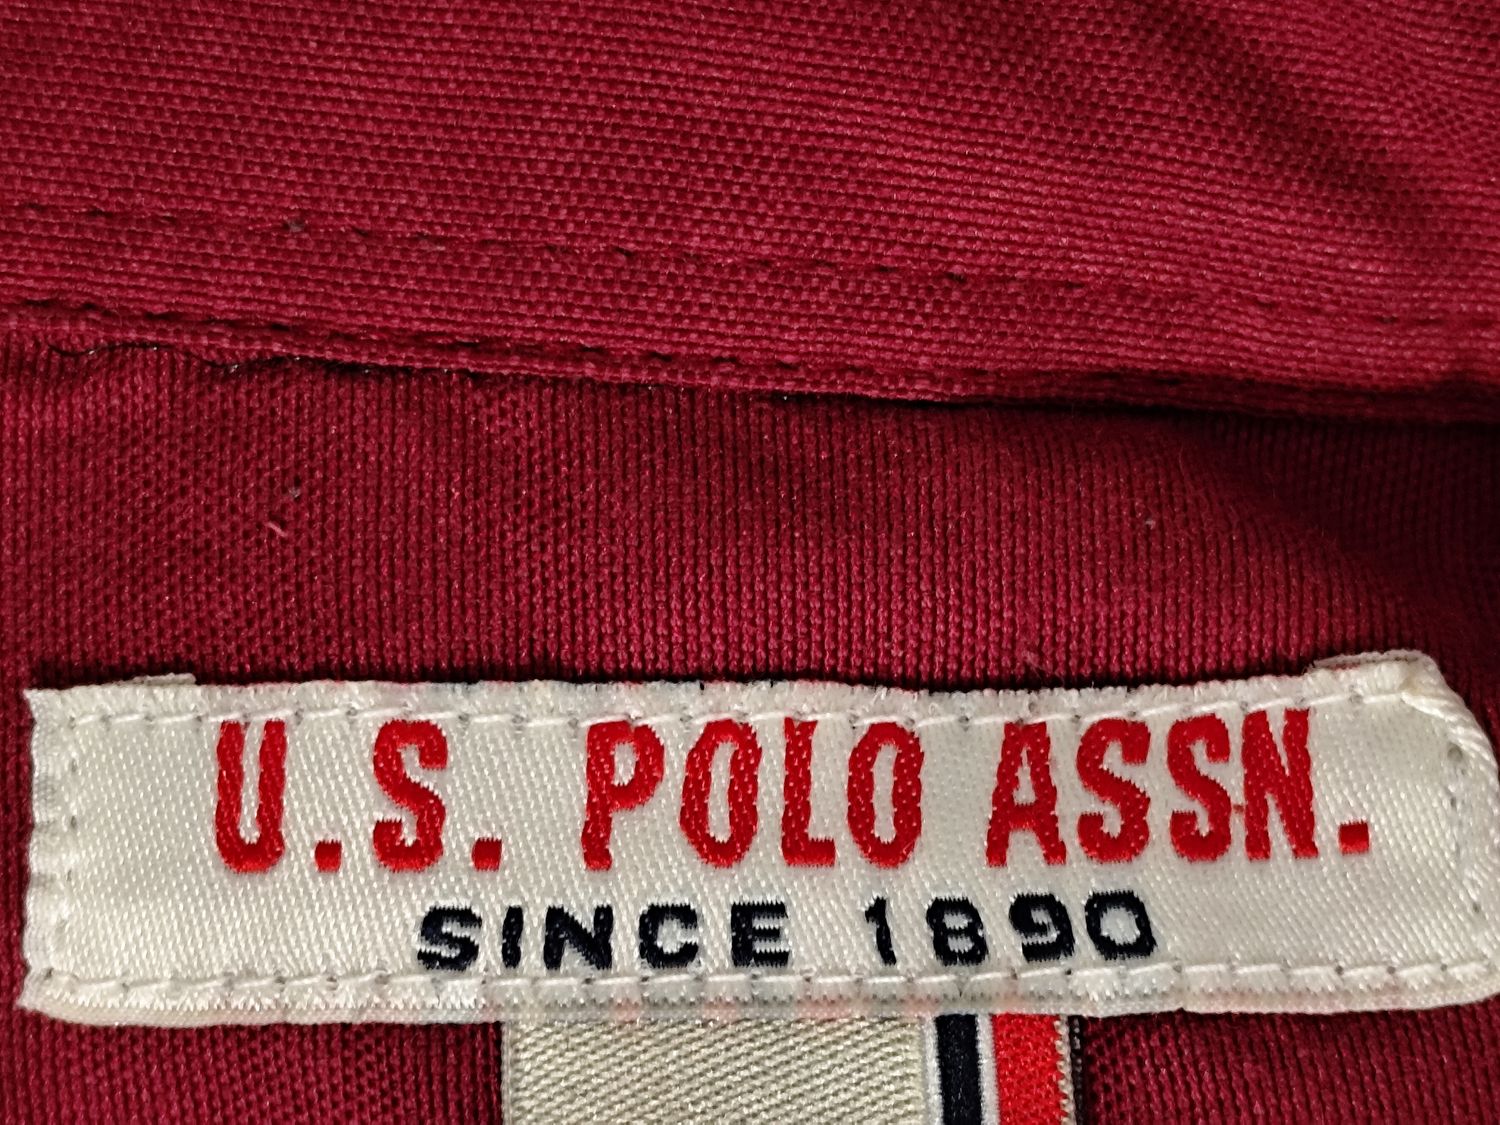 U.S. POLO ASSN.
SINCE 1890